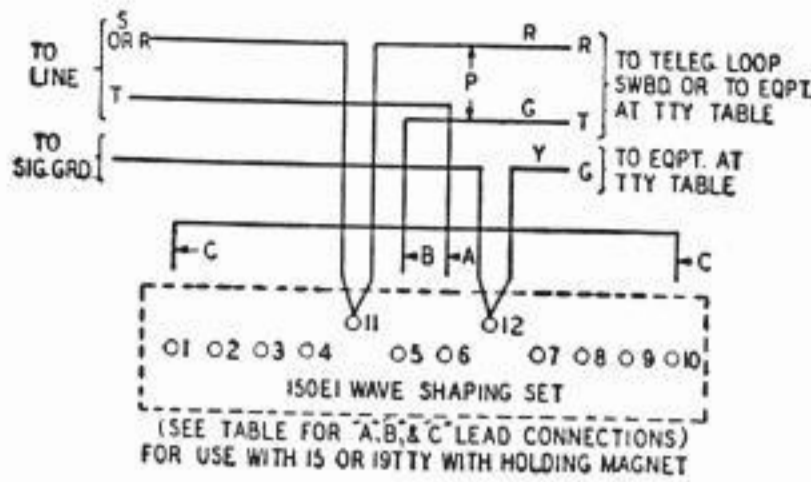 S
OR R
TO
LINE
T
TO
SIG.GRD.
R
R
P
G
T
TO TELEG. LOOP
SWBD. OR TO EQPT.
AT TTY TABLE
Y
G
TO EQPT. AT
TTY TABLE
C
B
A
C
11
12
1 2 3 4 5 6 7 8 9 10
150E1 WAVE SHAPING SET
(SEE TABLE FOR "A", "B", & "C" LEAD CONNECTIONS)
FOR USE WITH 15 OR 19TTY WITH HOLDING MAGNET